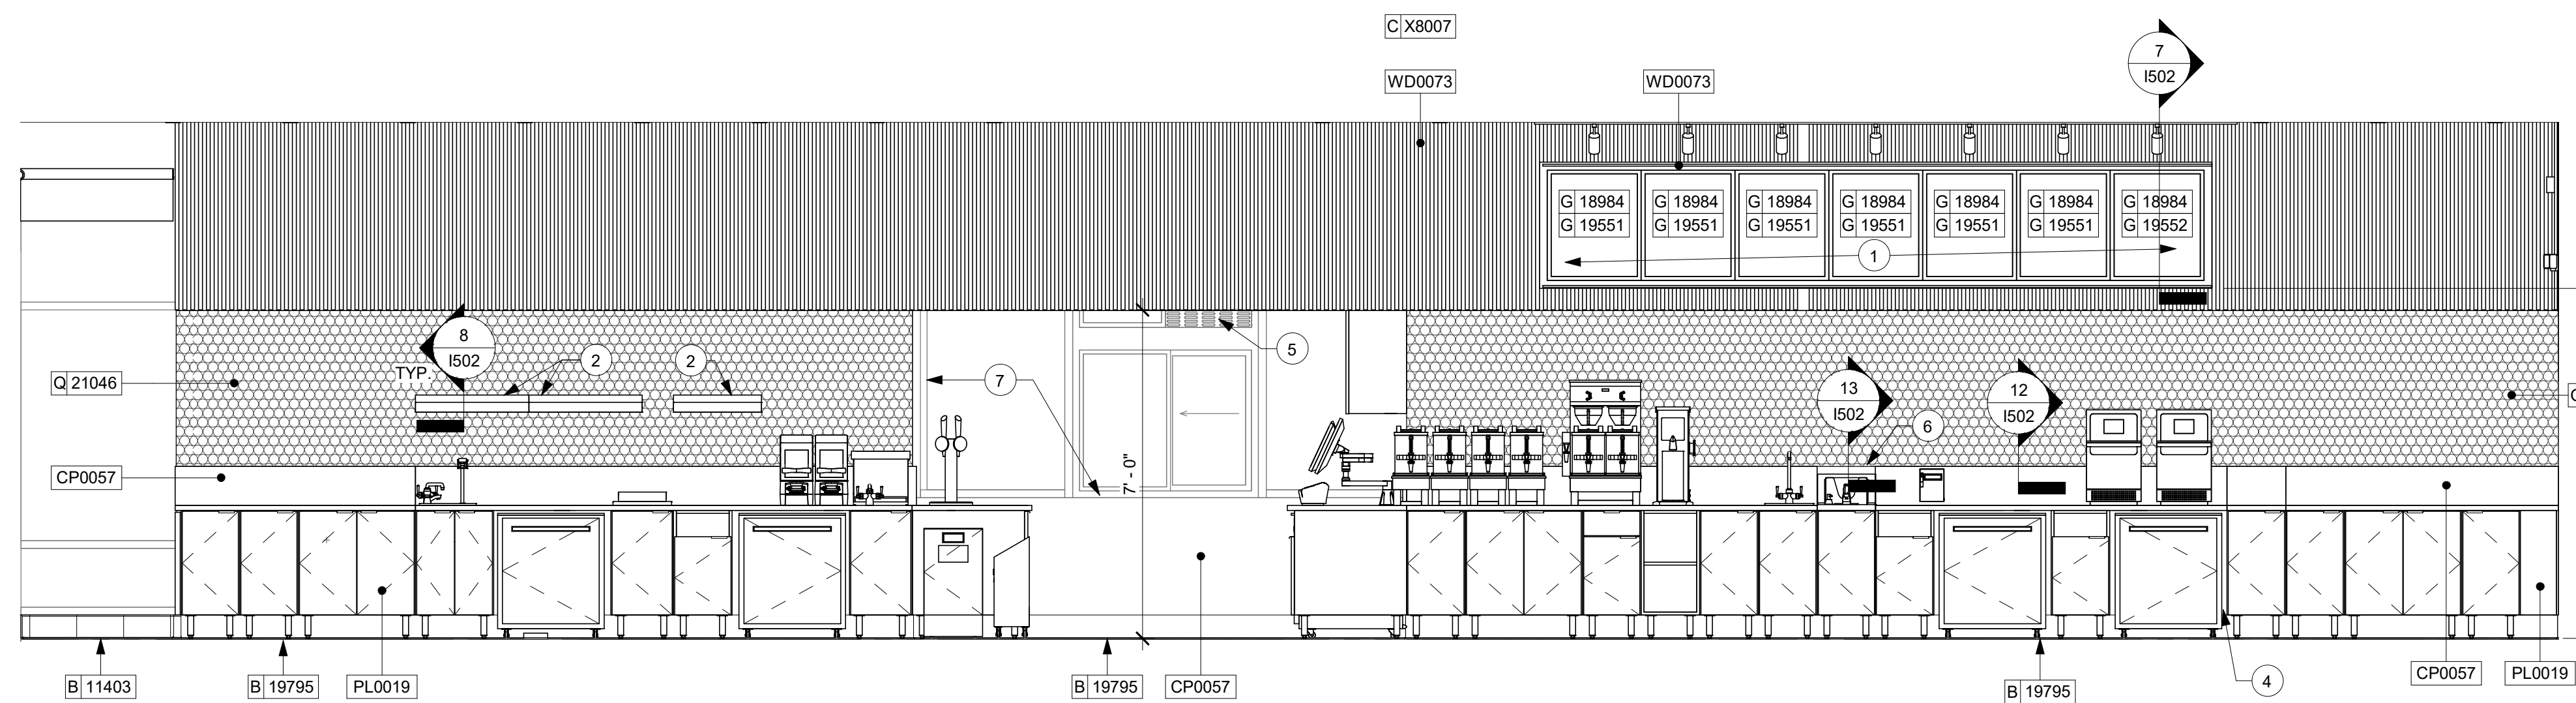 C X8007
7
I502
WD0073
WD0073
G 18984
G 18984
G 18984
G 18984
G 18984
G 18984
G 18984
G 19551
G 19551
G 19551
G 19551
G 19551
G 19551
G 19552
1
8
I502
TYP.
2
2
5
7
Q 21046
13
I502
12
I502
6
CP0057
7' - 0"
CP0057
B 11403
B 19795
PL0019
B 19795
CP0057
B 19795
4
CP0057
PL0019